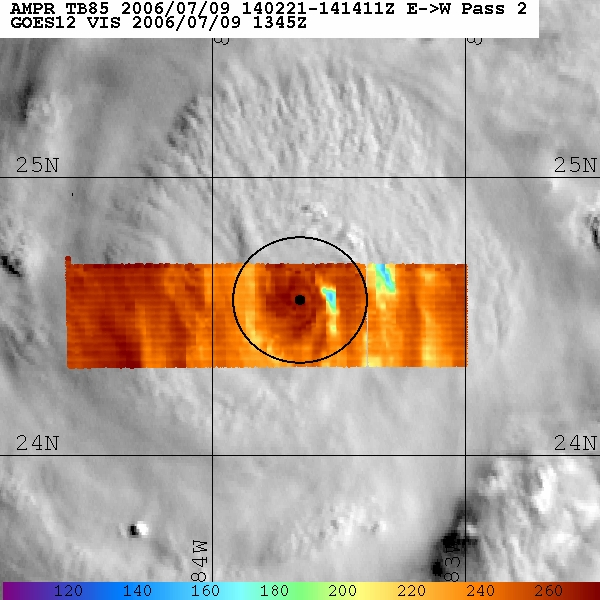 AMPR TB85 2006/07/09 140221-141411Z E->W Pass 2
GOES12 VIS 2006/07/09 1345Z
25N 25N
24N 24N
84W 83W
120 140 160 180 200 220 240 260